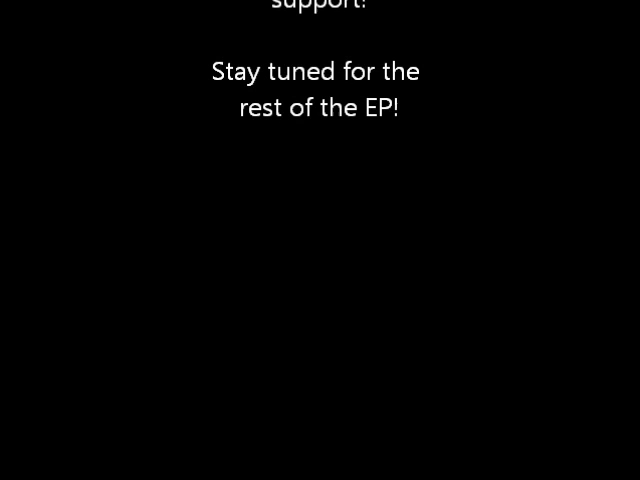 support!
Stay tuned for the
rest of the EP!